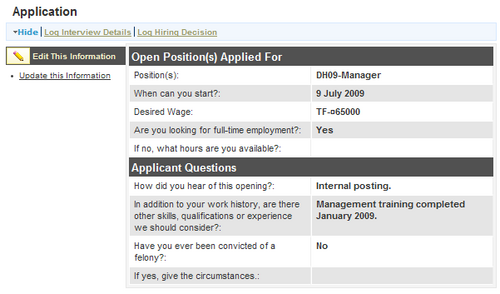 Application
Hide | Log Interview Details | Log Hiring Decision
Edit This Information
Update this Information
Open Position(s) Applied For
Position(s): DH09-Manager
When can you start?: 9 July 2009
Desired Wage: TF-¤65000
Are you looking for full-time employment?: Yes
If no, what hours are you available?:
Applicant Questions
How did you hear of this opening?: Internal posting.
In addition to your work history, are there
other skills, qualifications or experience
we should consider?:
Management training completed
January 2009.
Have you ever been convicted of a
felony?:
No
If yes, give the circumstances.: